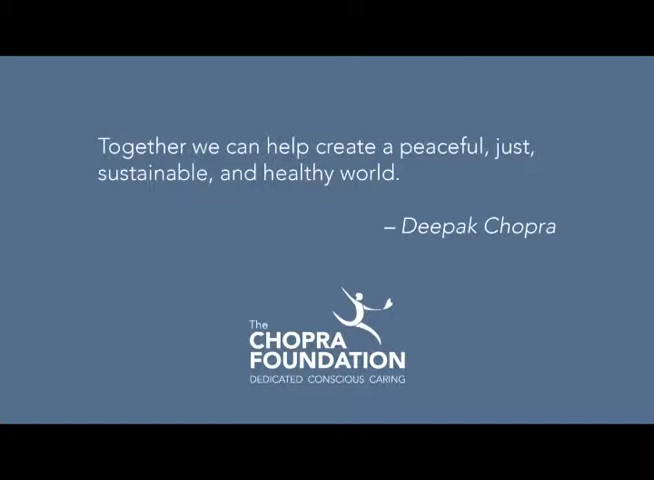 Together we can help create a peaceful, just,
sustainable, and healthy world.
– Deepak Chopra
The
CHOPRA
FOUNDATION
DEDICATED CONSCIOUS CARING